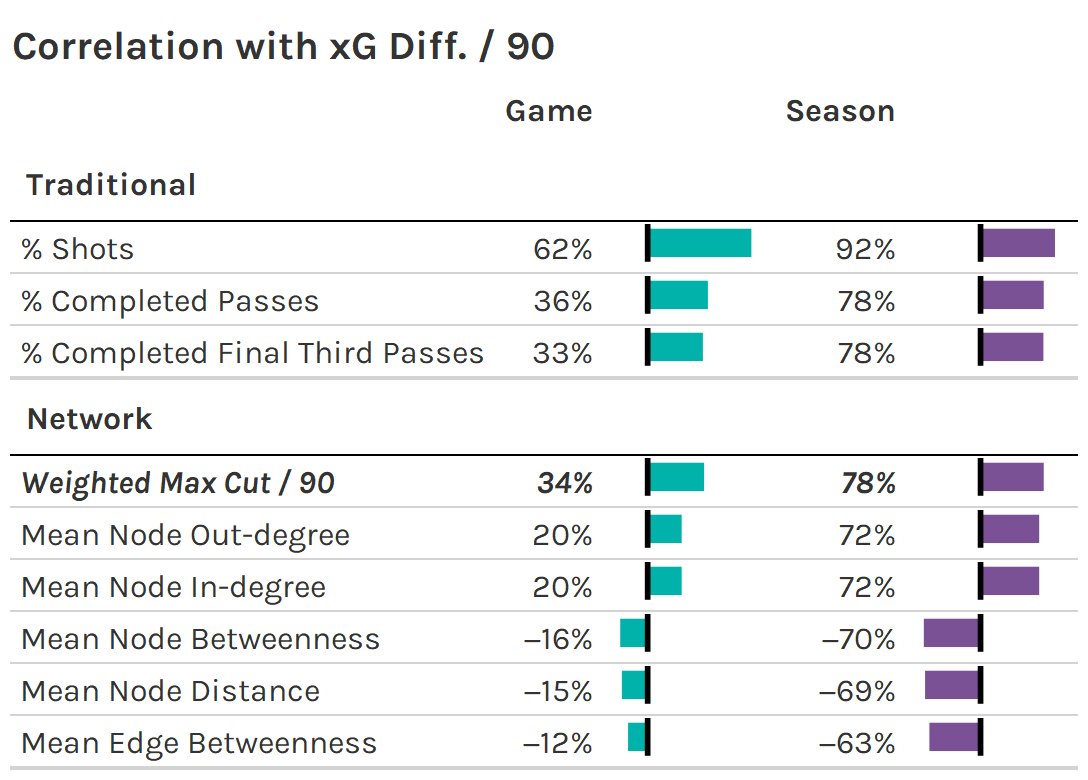 Correlation with xG Diff. / 90
Game Season
Traditional
% Shots 62% 92%
% Completed Passes 36% 78%
% Completed Final Third Passes 33% 78%
Network
Weighted Max Cut / 90 34% 78%
Mean Node Out-degree 20% 72%
Mean Node In-degree 20% 72%
Mean Node Betweenness –16% –70%
Mean Node Distance –15% –69%
Mean Edge Betweenness –12% –63%